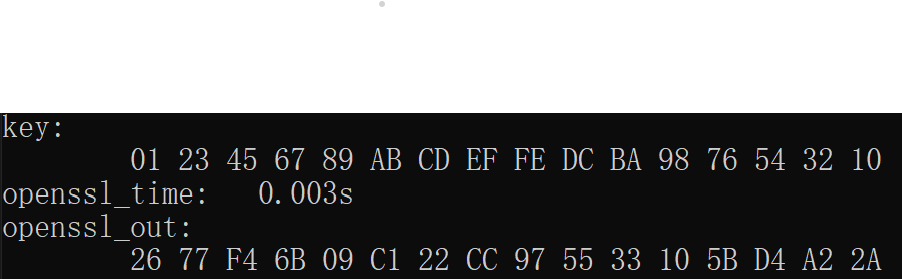 key:
01 23 45 67 89 AB CD EF FE DC BA 98 76 54 32 10
openssl_time: 0.003s
openssl_out:
26 77 F4 6B 09 C1 22 CC 97 55 33 10 5B D4 A2 2A